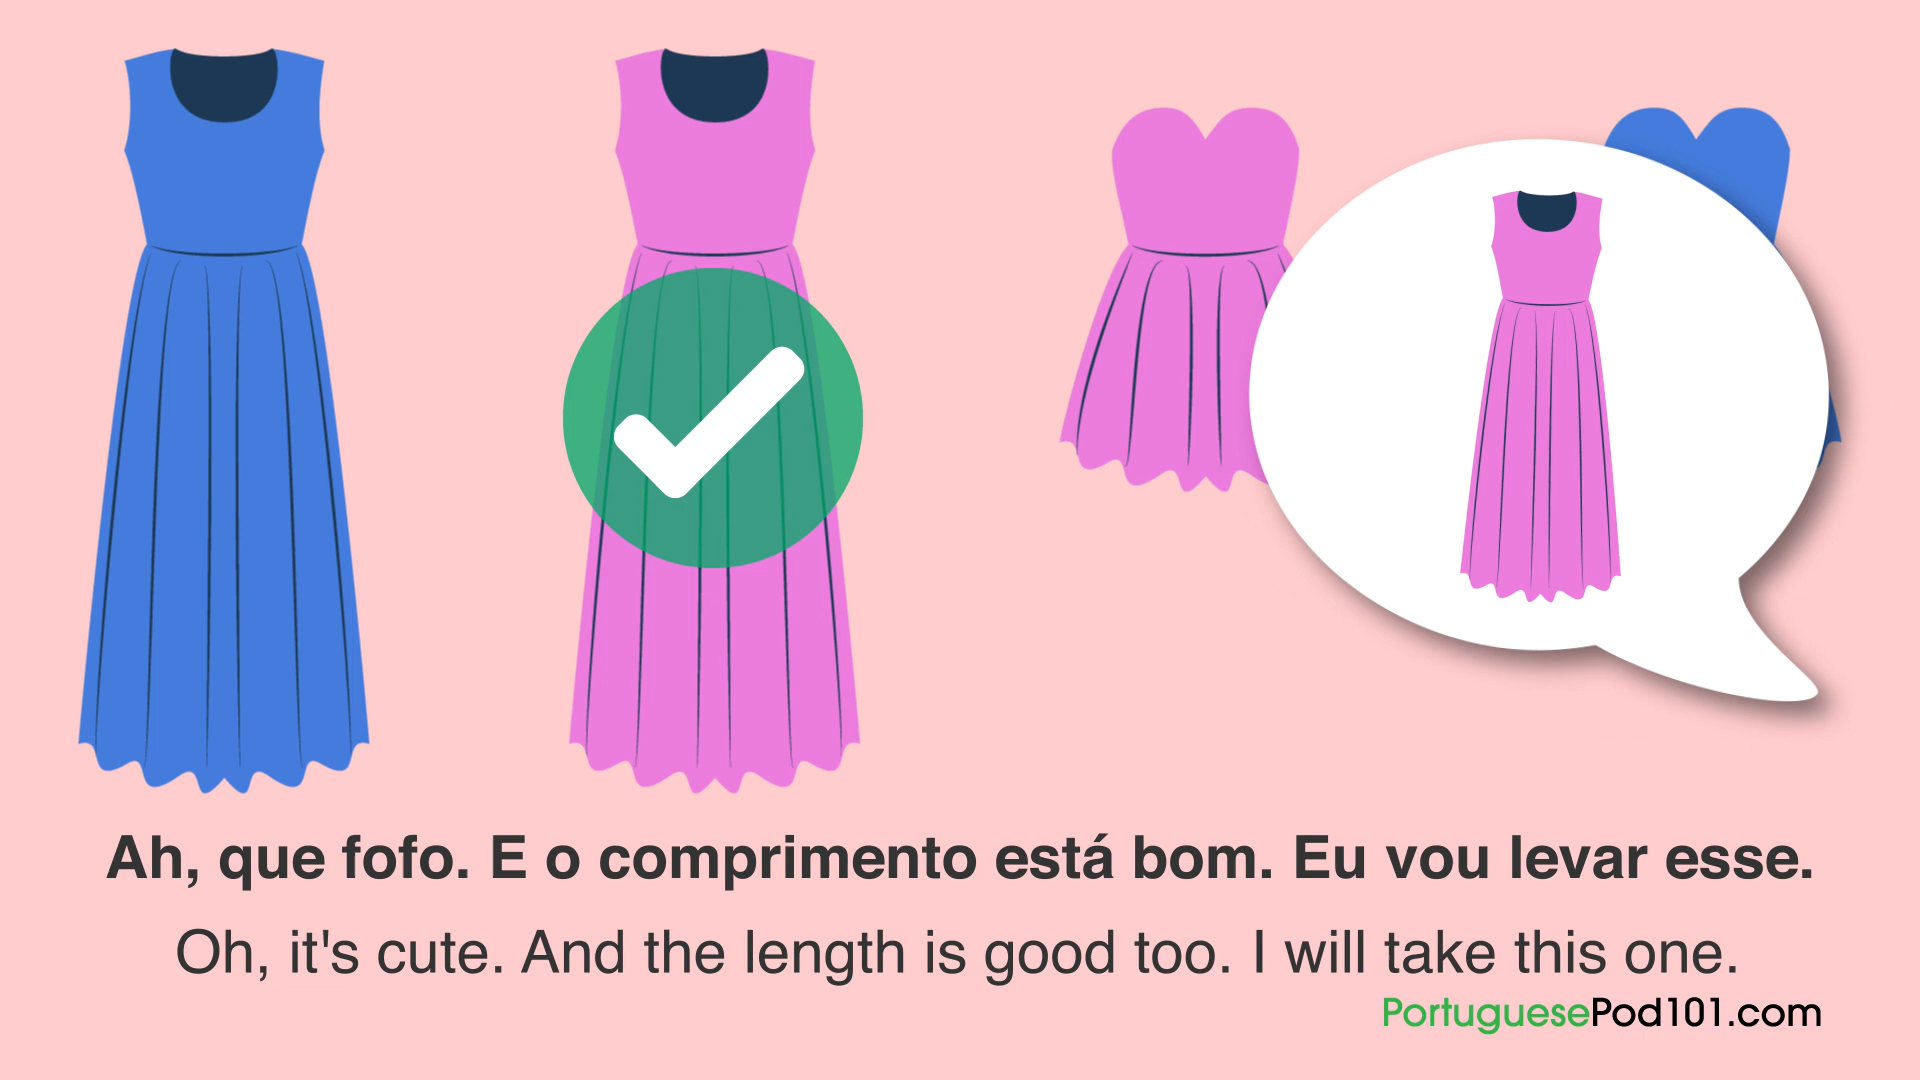 Ah, que fofo. E o comprimento está bom. Eu vou levar esse.
Oh, it's cute. And the length is good too. I will take this one.
PortuguesePod101.com